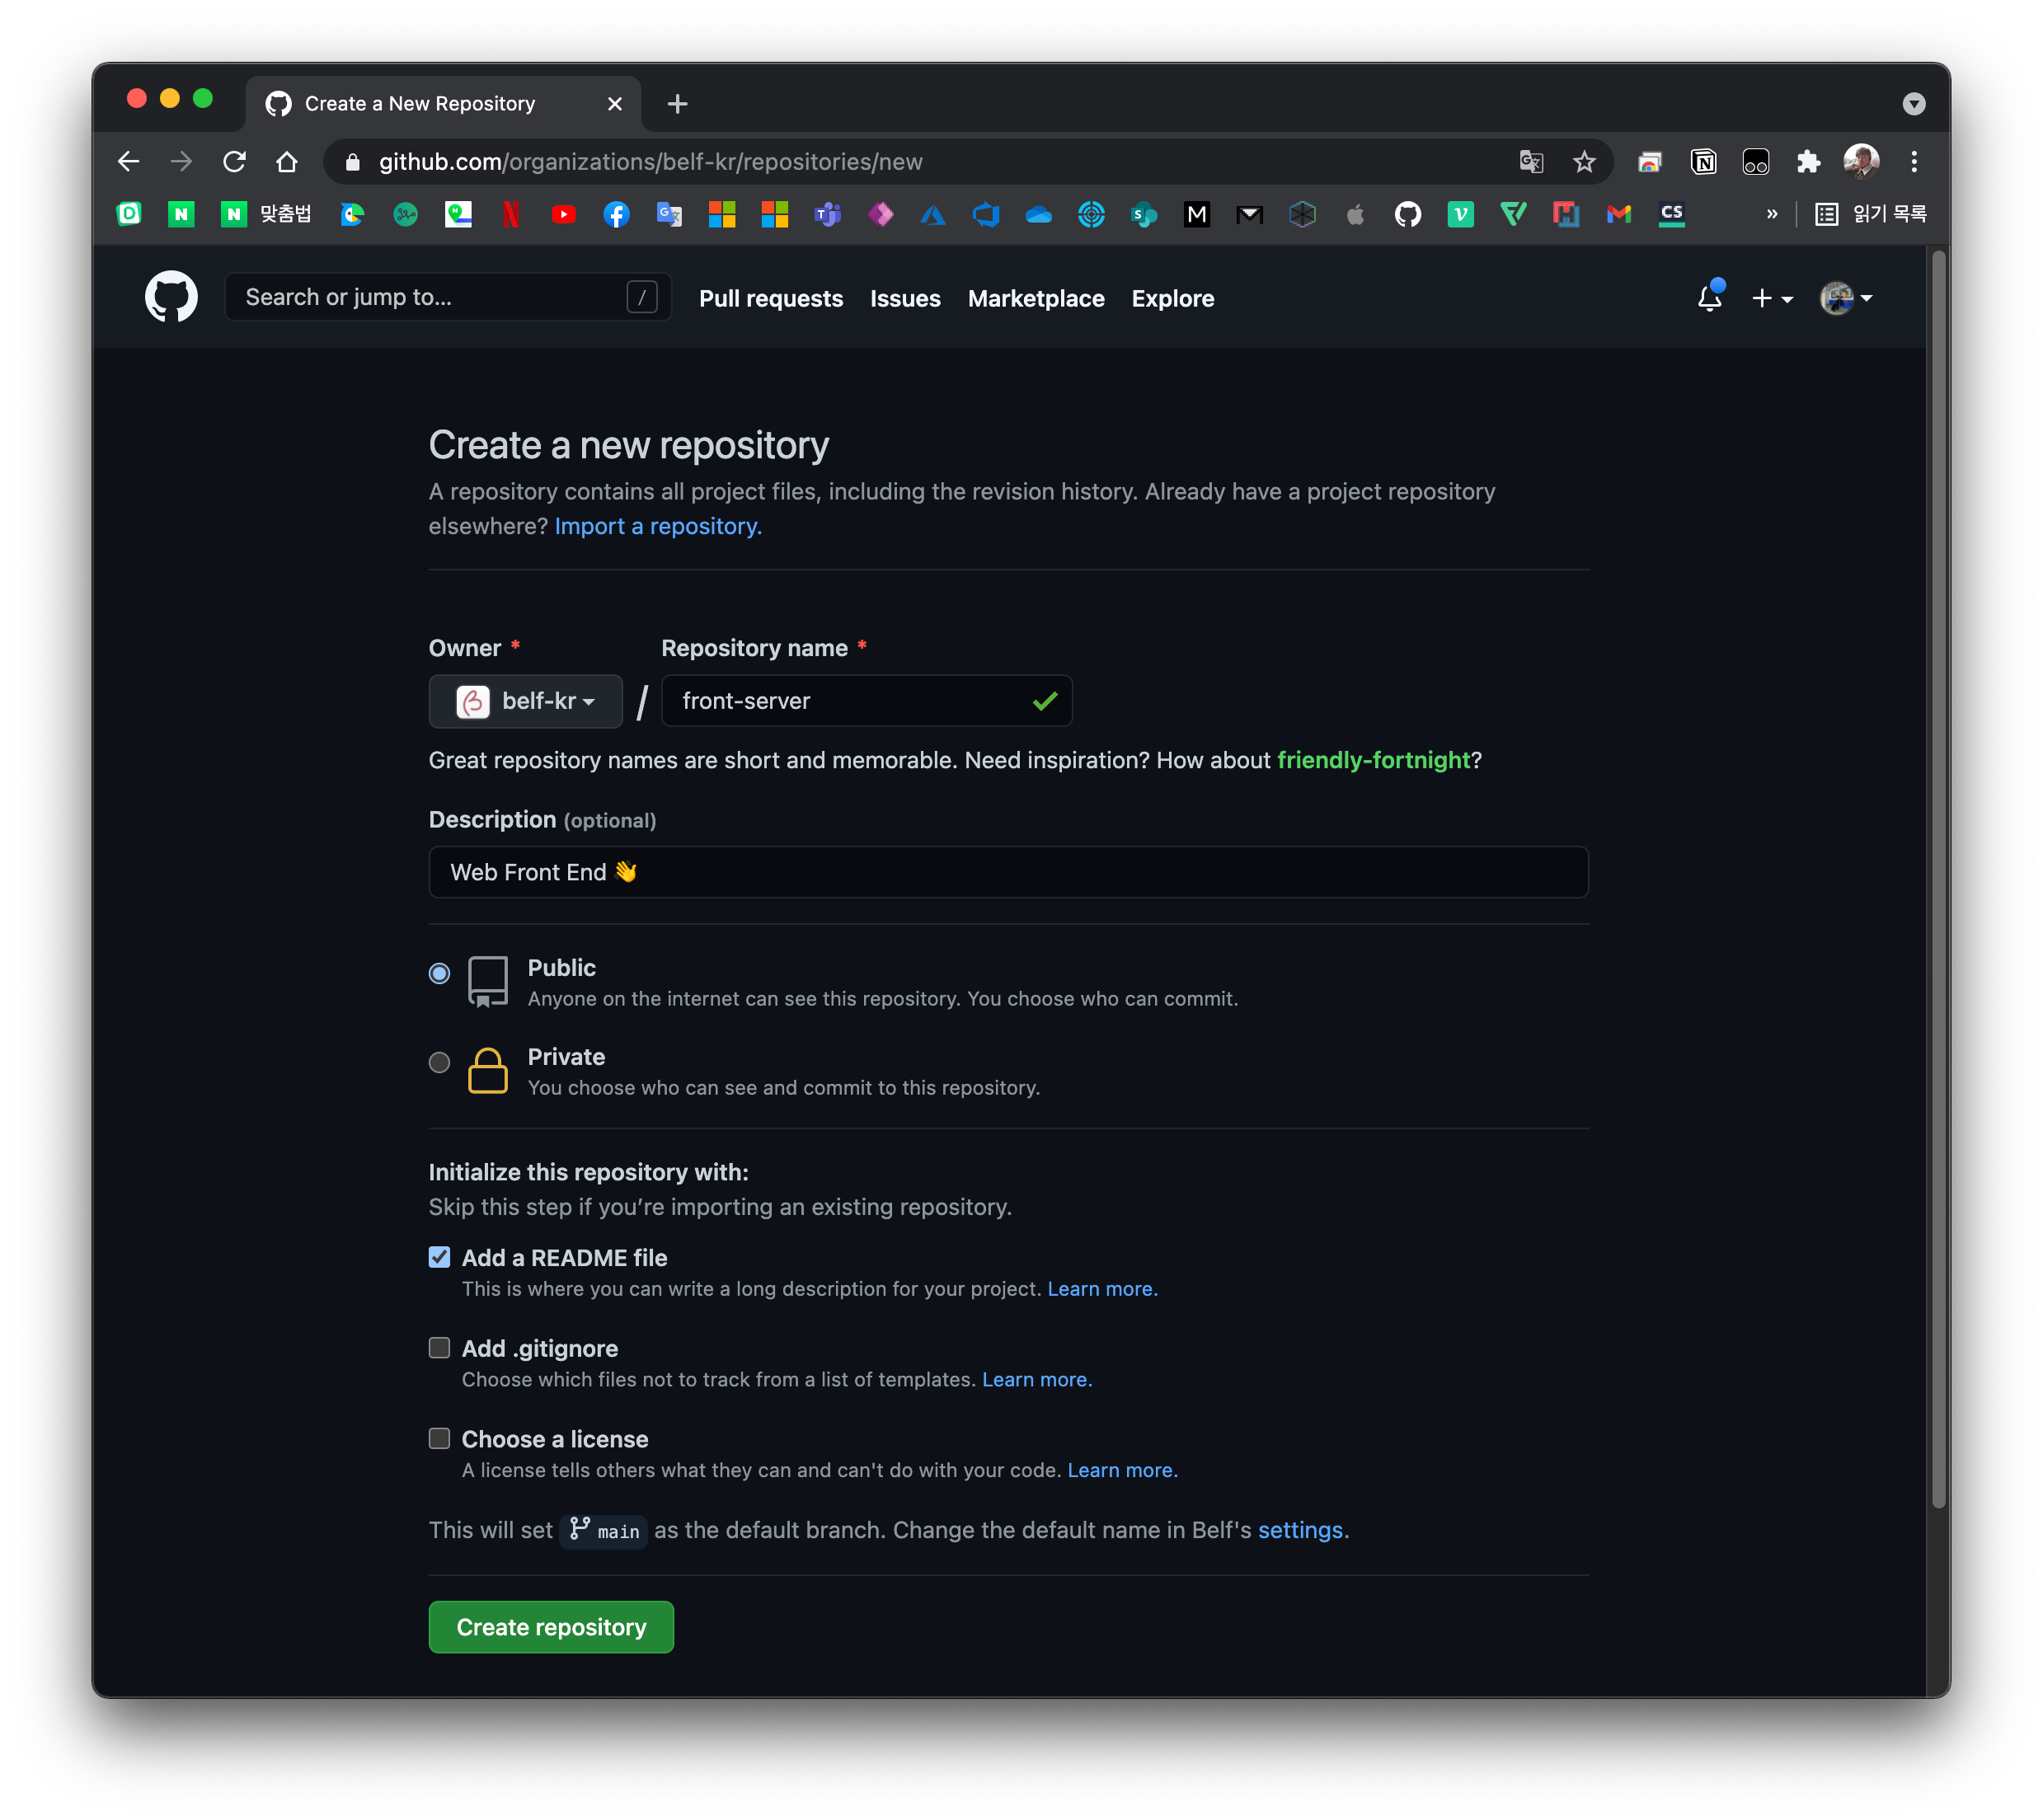 Create a New Repository
github.com/organizations/belf-kr/repositories/new
맞춤법
CS
읽기 목록
Search or jump to...
/
Pull requests
Issues
Marketplace
Explore
Create a new repository
A repository contains all project files, including the revision history. Already have a project repository
elsewhere? Import a repository.
Owner *
Repository name *
belf-kr
/
front-server
Great repository names are short and memorable. Need inspiration? How about friendly-fortnight?
Description (optional)
Web Front End 👋
Public
Anyone on the internet can see this repository. You choose who can commit.
Private
You choose who can see and commit to this repository.
Initialize this repository with:
Skip this step if you’re importing an existing repository.
Add a README file
This is where you can write a long description for your project. Learn more.
Add .gitignore
Choose which files not to track from a list of templates. Learn more.
Choose a license
A license tells others what they can and can't do with your code. Learn more.
This will set main as the default branch. Change the default name in Belf's settings.
Create repository